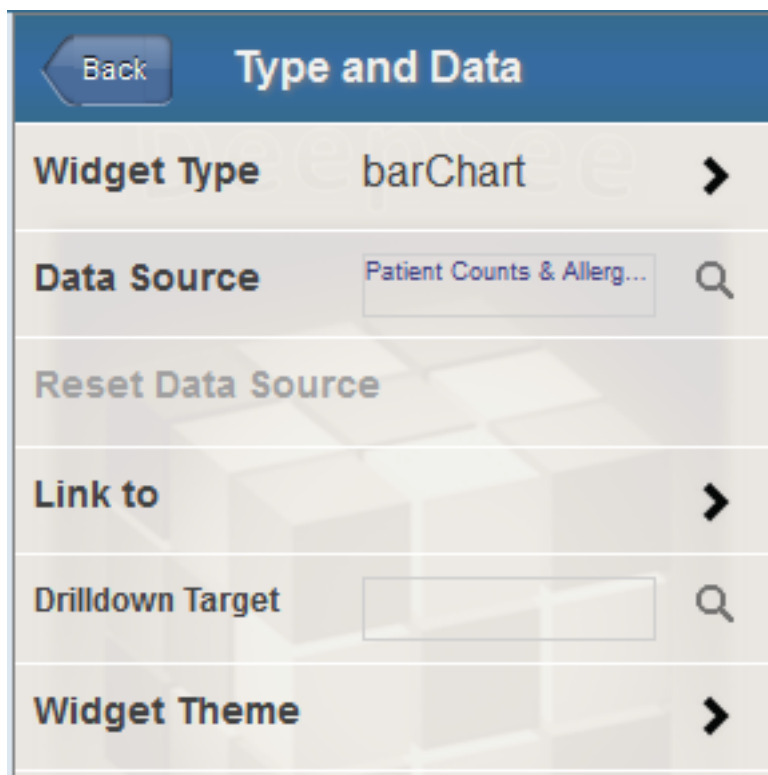 Back
Type and Data
DeepSee
Widget Type
barChart
Data Source
Patient Counts & Allerg...
Reset Data Source
Link to
Drilldown Target
Widget Theme